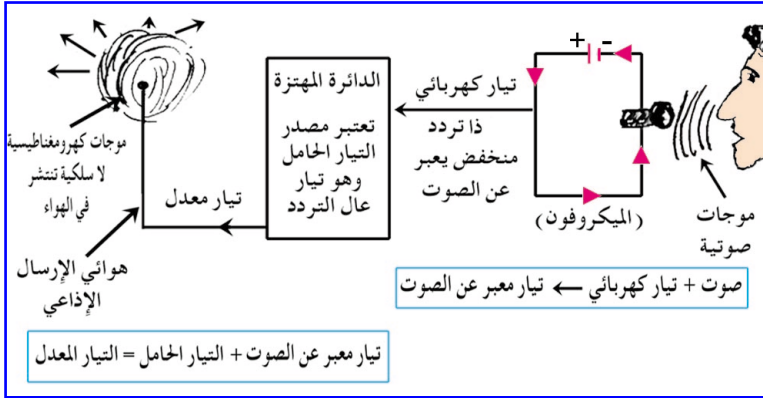 + -
موجات
صوتية
(الميكروفون)
تيار كهربائي
ذا تردد
منخفض يعبر
عن الصوت
الدائرة المهتزة
تعتبر مصدر
التيار الحامل
وهو تيار
عال التردد
تيار معدل
موجات كهرومغناطيسية
لا سلكية تنتشر
في الهواء
هوائي الإرسال
الإذاعي
صوت + تيار كهربائي ← تيار معبر عن الصوت
تيار معبر عن الصوت + التيار الحامل = التيار المعدل